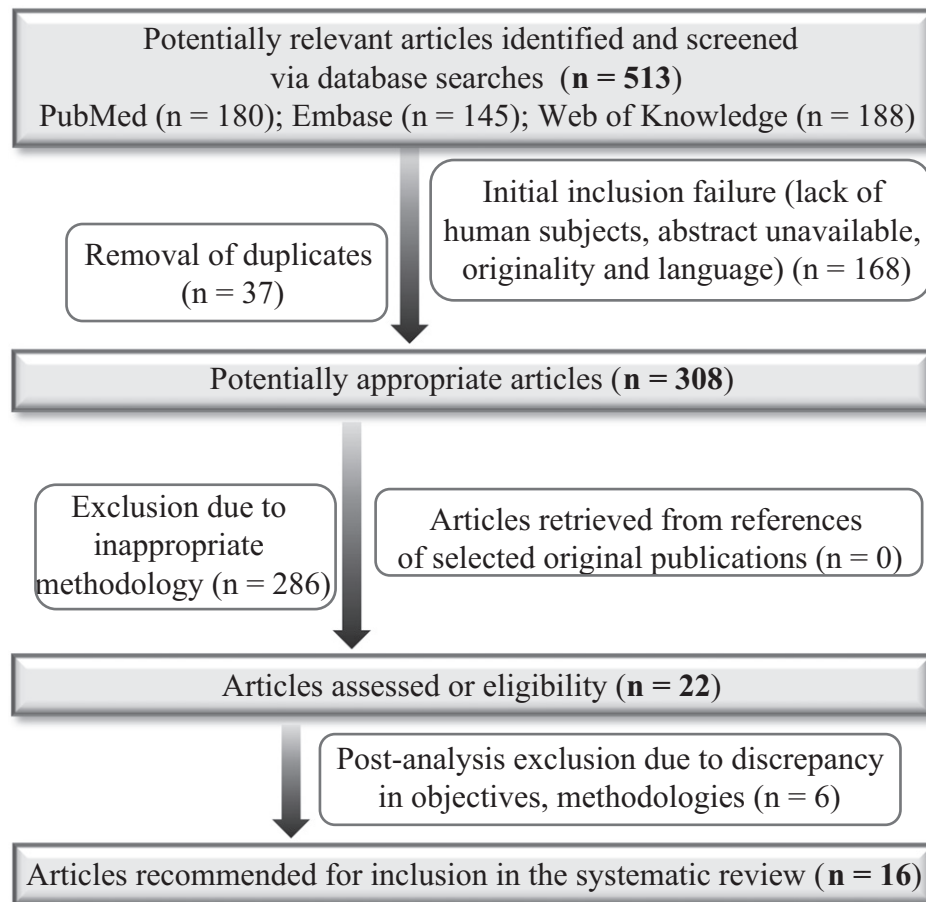 Potentially relevant articles identified and screened
via database searches (n = 513)
PubMed (n = 180); Embase (n = 145); Web of Knowledge (n = 188)
Initial inclusion failure (lack of
human subjects, abstract unavailable,
originality and language) (n = 168)
Removal of duplicates
(n = 37)
Potentially appropriate articles (n = 308)
Exclusion due to
inappropriate
methodology (n = 286)
Articles retrieved from references
of selected original publications (n = 0)
Articles assessed or eligibility (n = 22)
Post-analysis exclusion due to discrepancy
in objectives, methodologies (n = 6)
Articles recommended for inclusion in the systematic review (n = 16)